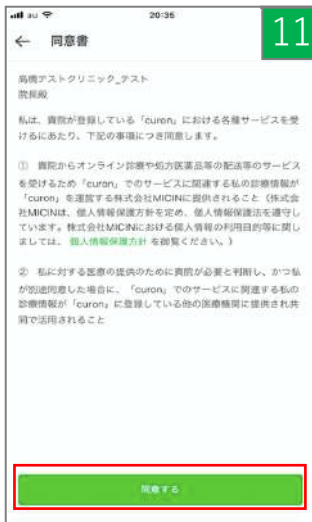 au 20:35
11
← 同意書
高橋テストクリニック_テスト
院長殿
私は、貴院が登録している「curon」における各種サービスを受
けるにあたり、下記の事項につき同意します。
① 貴院からオンライン診療や処方医薬品等の配送等のサービス
を受けるため「curon」でのサービスに関連する私の診療情報が
「curon」を運営する株式会社MICINに提供されること（株式会
社MICINは、個人情報保護方針を定め、個人情報保護法を遵守し
ています。株式会社MICINにおける個人情報の利用目的等に関し
ましては、個人情報保護方針 を御覧ください。）
② 私に対する医療の提供のために貴院が必要と判断し、かつ私
が別途同意した場合に、「curon」でのサービスに関連する私の
診療情報が「curon」に登録している他の医療機関に提供され共
同で活用されること
同意する